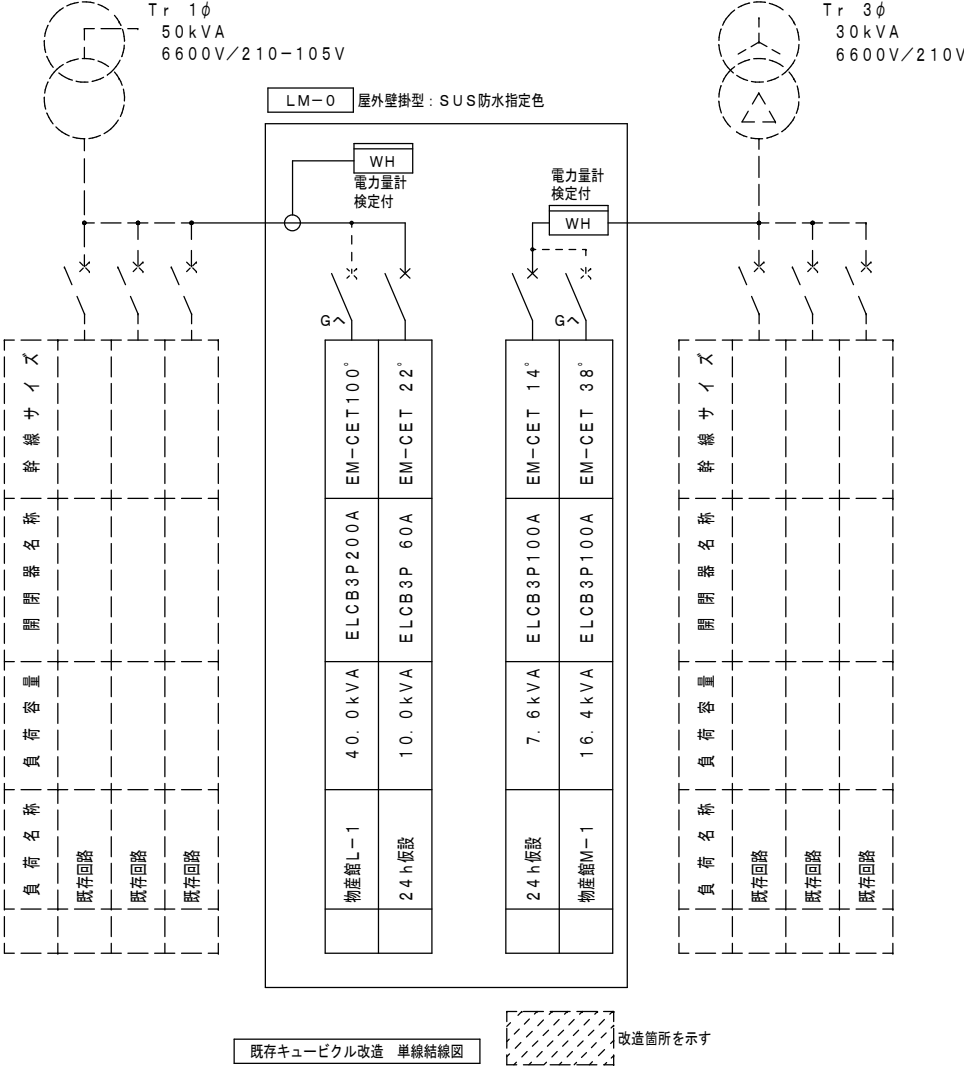 Tr 1φ
50kVA
6600V/210-105V
Tr 3φ
30kVA
6600V/210V
LM-0 屋外壁掛型:SUS防水指定色
WH
電力量計
検定付
電力量計
検定付
WH
Gへ
Gへ
幹線サイズ
開閉器名称
負荷容量
負荷名称
既存回路
既存回路
既存回路
EM-CET100°
ELCB3P200A
40.0kVA
物産館L-1
EM-CET 22°
ELCB3P 60A
10.0kVA
24h仮設
EM-CET 14°
ELCB3P100A
7.6kVA
24h仮設
EM-CET 38°
ELCB3P100A
16.4kVA
物産館M-1
幹線サイズ
開閉器名称
負荷容量
負荷名称
既存回路
既存回路
既存回路
既存キュービクル改造 単線結線図
改造箇所を示す